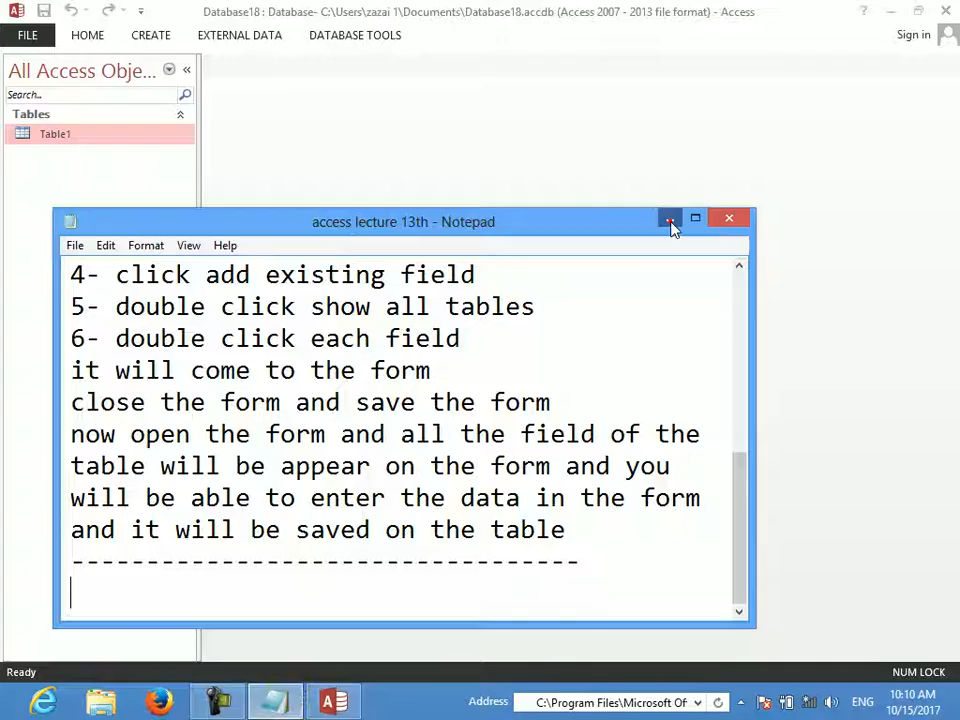 Database18 : Database- C:\Users\zazai 1\Documents\Database18.accdb (Access 2007 - 2013 file format) - Access
FILE HOME CREATE EXTERNAL DATA DATABASE TOOLS Sign in
All Access Obje...
Search...
Tables
Table1
access lecture 13th - Notepad
File Edit Format View Help
4- click add existing field
5- double click show all tables
6- double click each field
it will come to the form
close the form and save the form
now open the form and all the field of the
table will be appear on the form and you
will be able to enter the data in the form
and it will be saved on the table
----------------------------------
Ready NUM LOCK
Address C:\Program Files\Microsoft Of ENG 10:10 AM
10/15/2017